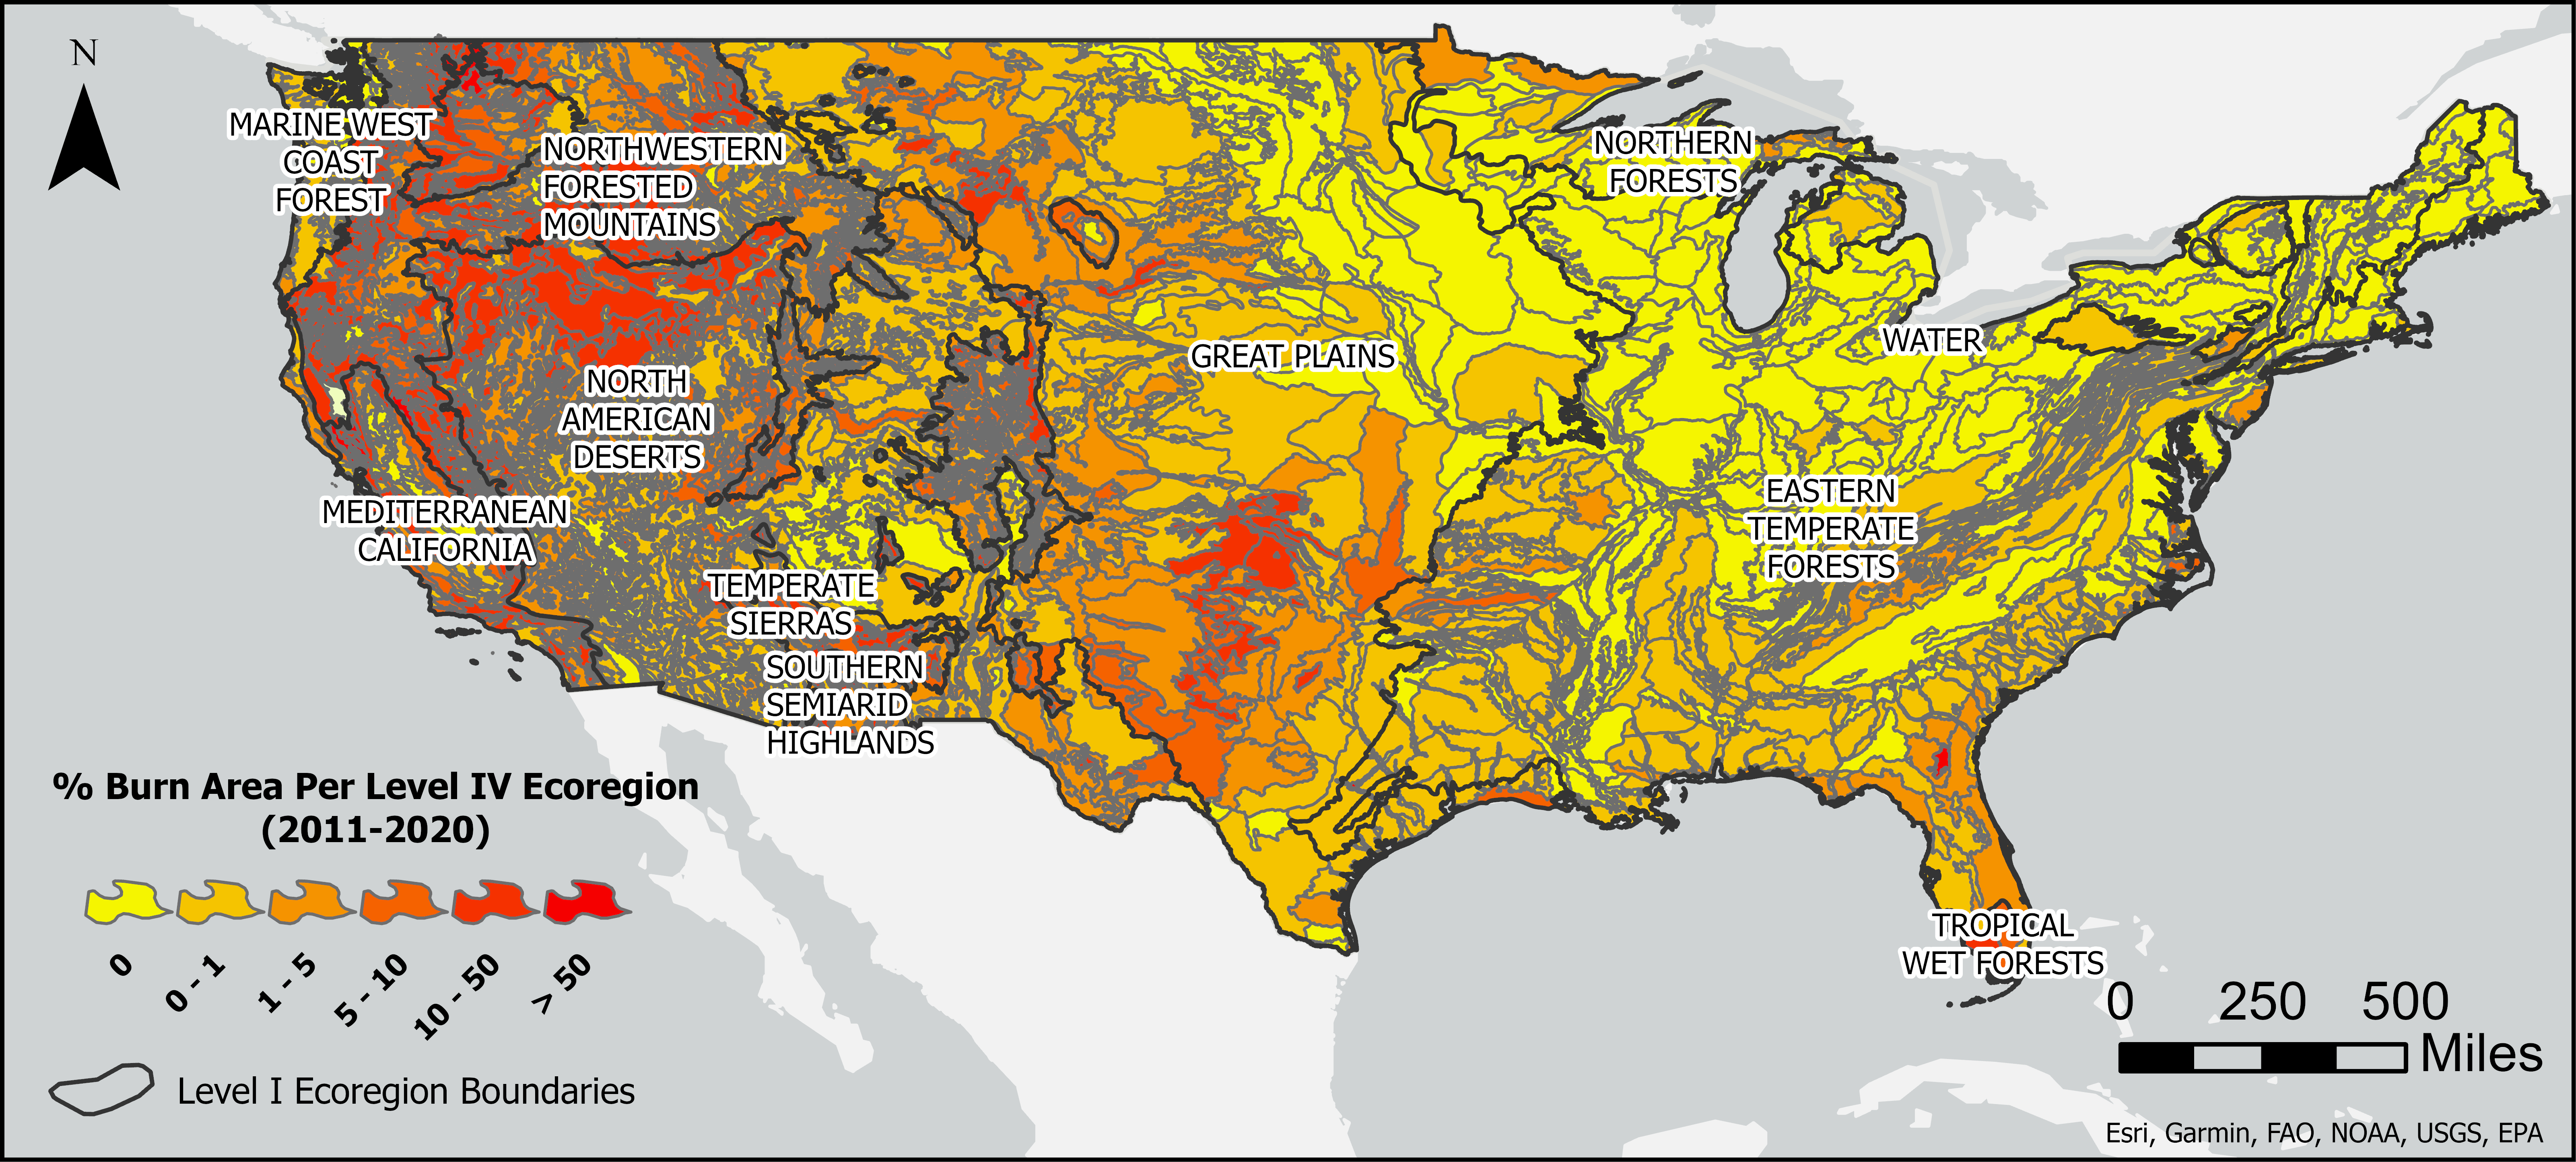 N
MARINE WEST
COAST
FOREST
NORTHWESTERN
FORESTED
MOUNTAINS
NORTHERN
FORESTS
WATER
GREAT PLAINS
NORTH
AMERICAN
DESERTS
MEDITERRANEAN
CALIFORNIA
EASTERN
TEMPERATE
FORESTS
TEMPERATE
SIERRAS
SOUTHERN
SEMIARID
HIGHLANDS
TROPICAL
WET FORESTS
% Burn Area Per Level IV Ecoregion
(2011-2020)
0
0 - 1
1 - 5
5 - 10
10 - 50
> 50
Level I Ecoregion Boundaries
0 250 500
Miles
Esri, Garmin, FAO, NOAA, USGS, EPA